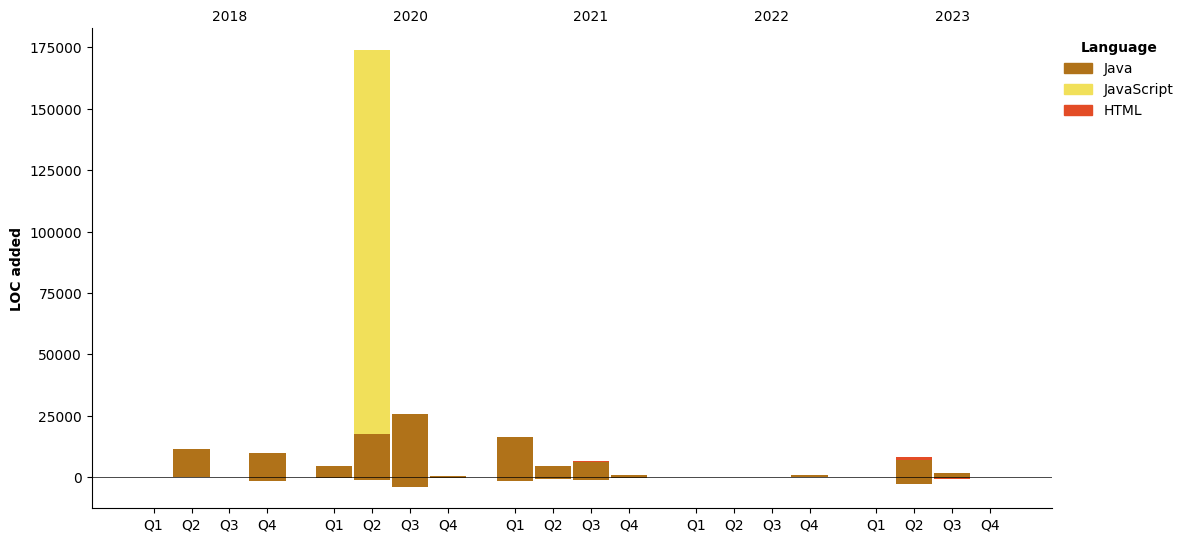 2018 2020 2021 2022 2023
175000
150000
125000
100000
75000
50000
25000
0
LOC added
Q1 Q2 Q3 Q4 Q1 Q2 Q3 Q4 Q1 Q2 Q3 Q4 Q1 Q2 Q3 Q4 Q1 Q2 Q3 Q4
Language
Java
JavaScript
HTML